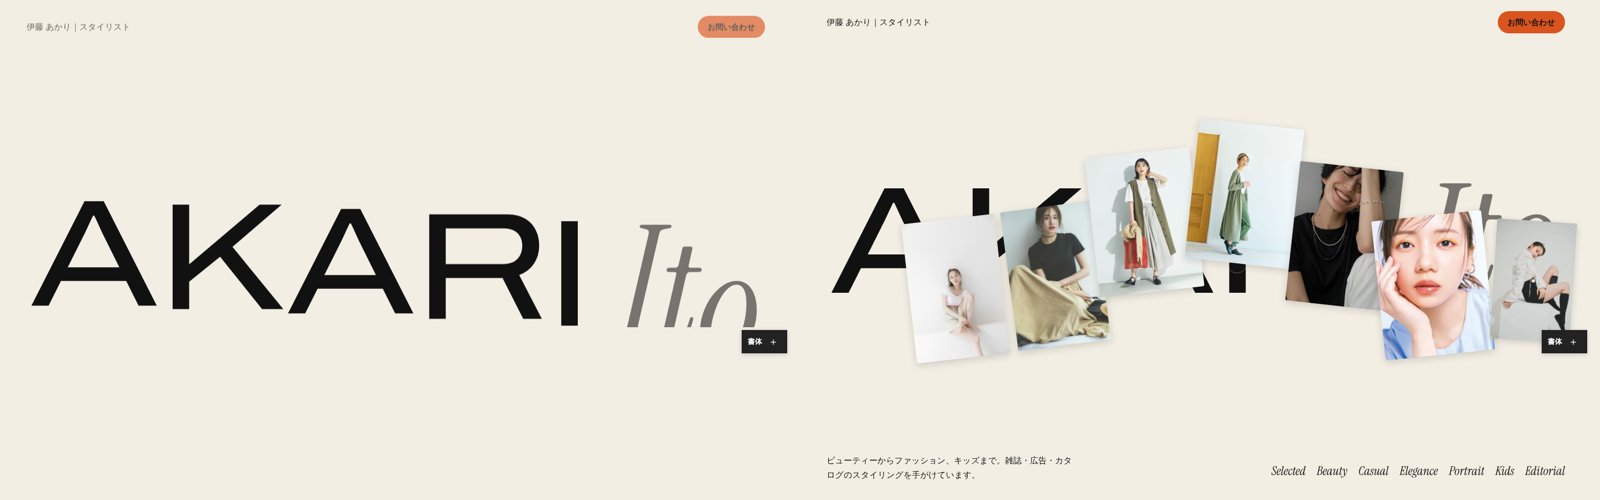 伊藤 あかり｜スタイリスト
お問い合わせ
AKARI Ito
書体 +
伊藤 あかり｜スタイリスト
お問い合わせ
書体 +
ビューティーからファッション、キッズまで。雑誌・広告・カタ
ログのスタイリングを手がけています。
Selected Beauty Casual Elegance Portrait Kids Editorial